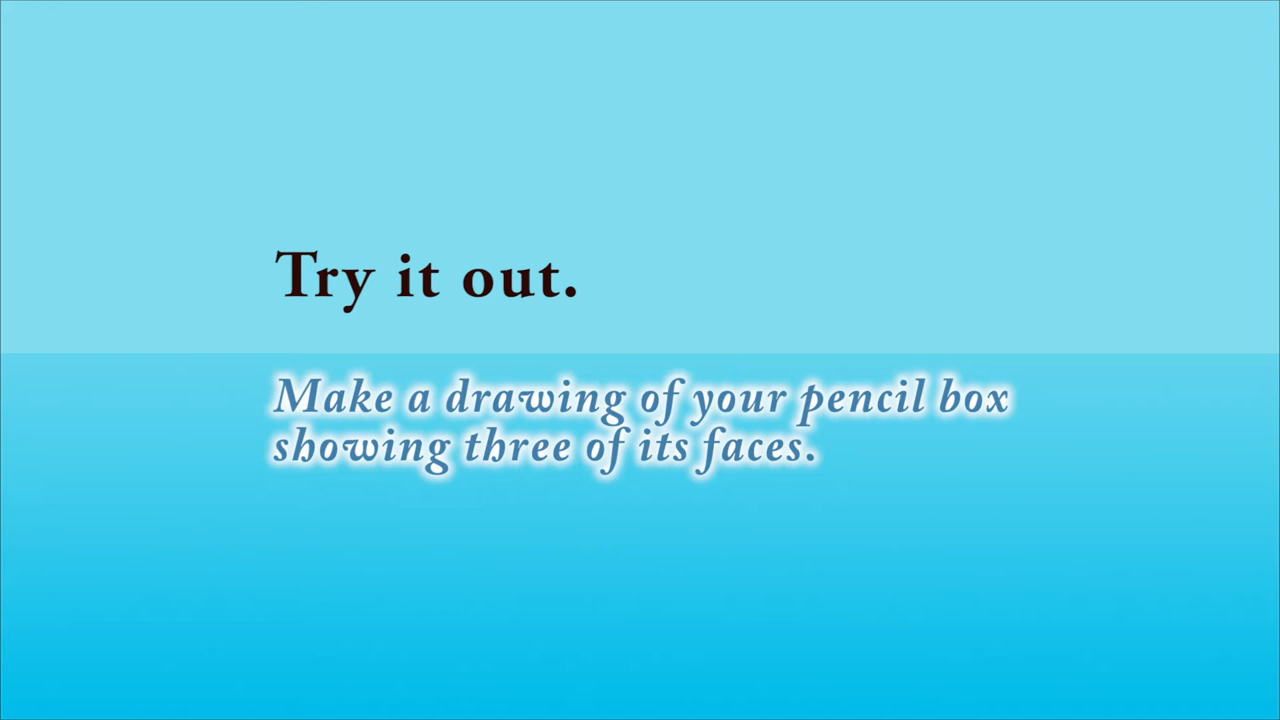 Try it out.
Make a drawing of your pencil box
showing three of its faces.